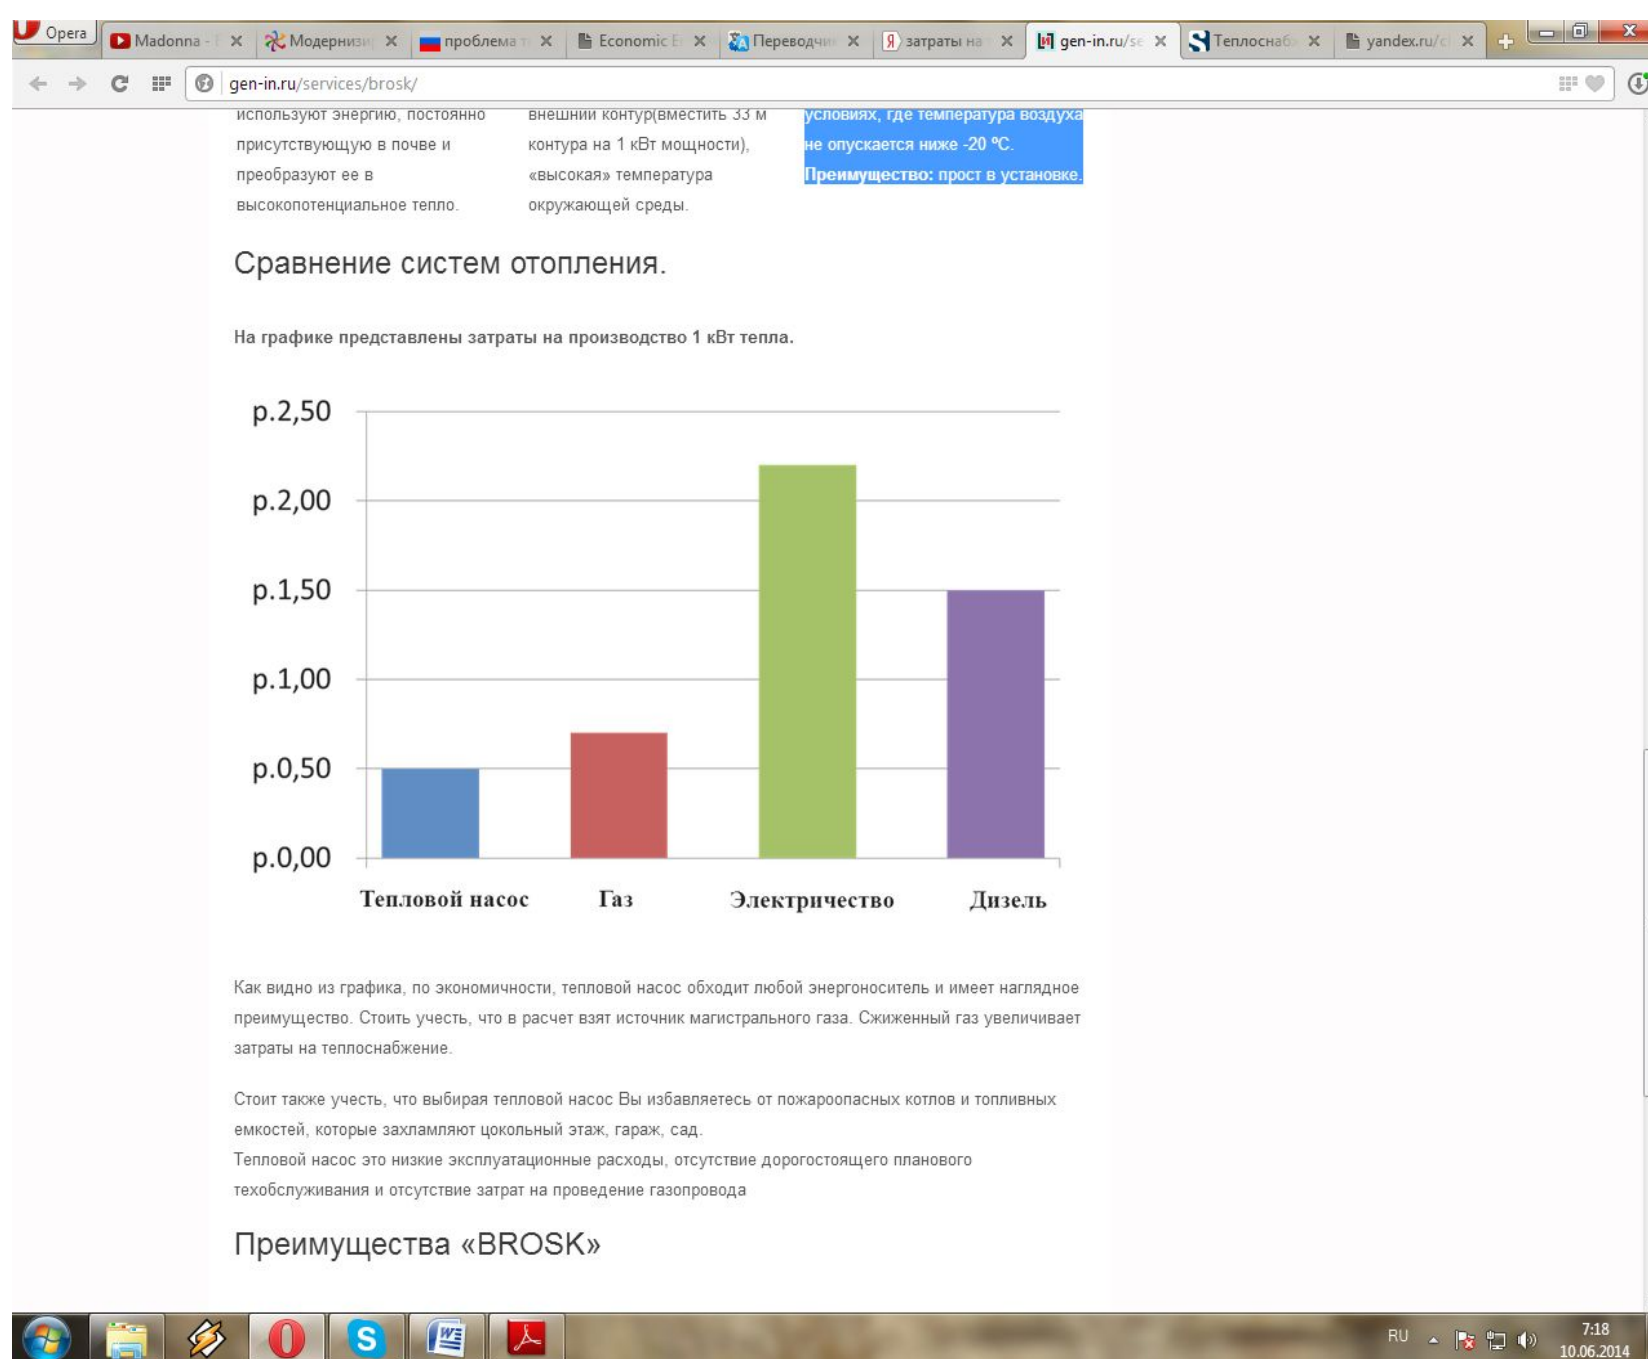 Opera
Madonna -
Модернизи
проблема т
Economic E
Переводчи
затраты на
gen-in.ru/se
Теплоснаб
yandex.ru/c
gen-in.ru/services/brosk/
используют энергию, постоянно
присутствующую в почве и
преобразуют ее в
высокопотенциальное тепло.
внешний контур(вместить 33 м
контура на 1 кВт мощности),
«высокая» температура
окружающей среды.
условиях, где температура воздуха
не опускается ниже -20 °C.
Преимущество: прост в установке.
Сравнение систем отопления.
На графике представлены затраты на производство 1 кВт тепла.
р.2,50
р.2,00
р.1,50
р.1,00
р.0,50
р.0,00
Тепловой насос Газ Электричество Дизель
Как видно из графика, по экономичности, тепловой насос обходит любой энергоноситель и имеет наглядное
преимущество. Стоить учесть, что в расчет взят источник магистрального газа. Сжиженный газ увеличивает
затраты на теплоснабжение.
Стоит также учесть, что выбирая тепловой насос Вы избавляетесь от пожароопасных котлов и топливных
емкостей, которые захламляют цокольный этаж, гараж, сад.
Тепловой насос это низкие эксплуатационные расходы, отсутствие дорогостоящего планового
техобслуживания и отсутствие затрат на проведение газопровода
Преимущества «BROSK»
RU
7:18
10.06.2014